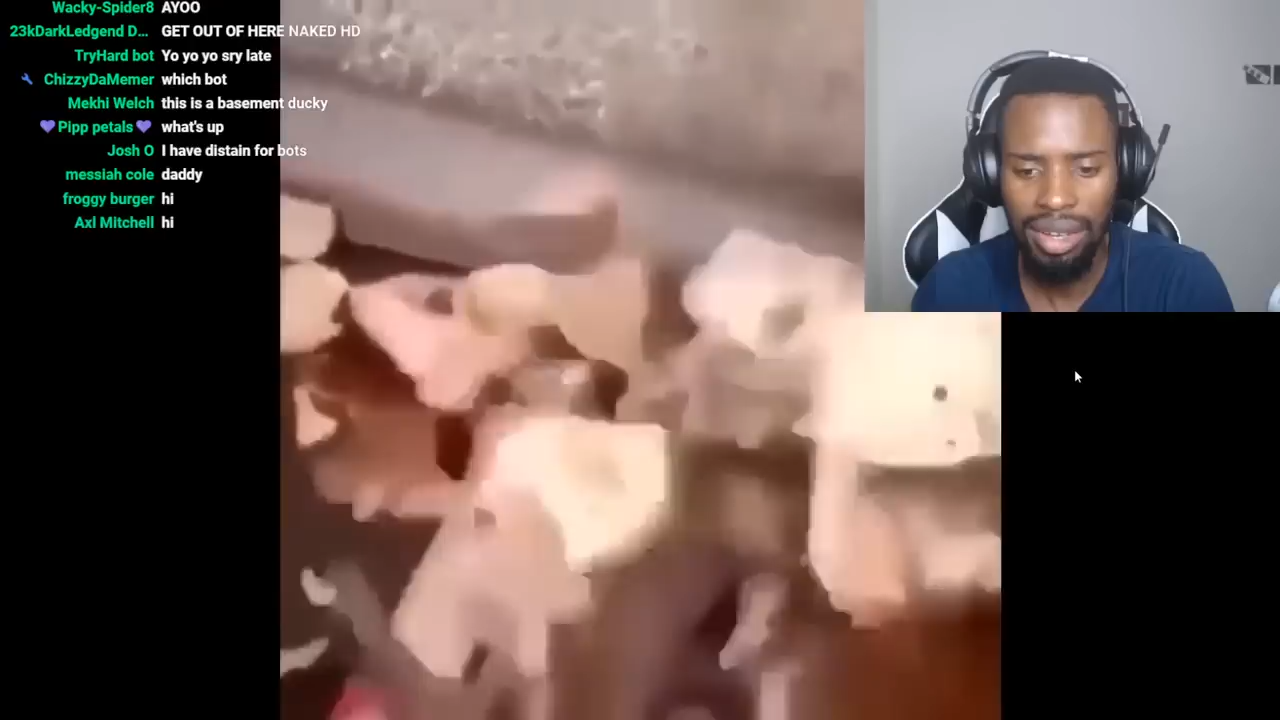 Wacky-Spider8 AYOO
23kDarkLedgend D... GET OUT OF HERE NAKED HD
TryHard bot Yo yo yo sry late
ChizzyDaMemer which bot
Mekhi Welch this is a basement ducky
Pipp petals what's up
Josh O I have distain for bots
messiah cole daddy
froggy burger hi
Axl Mitchell hi